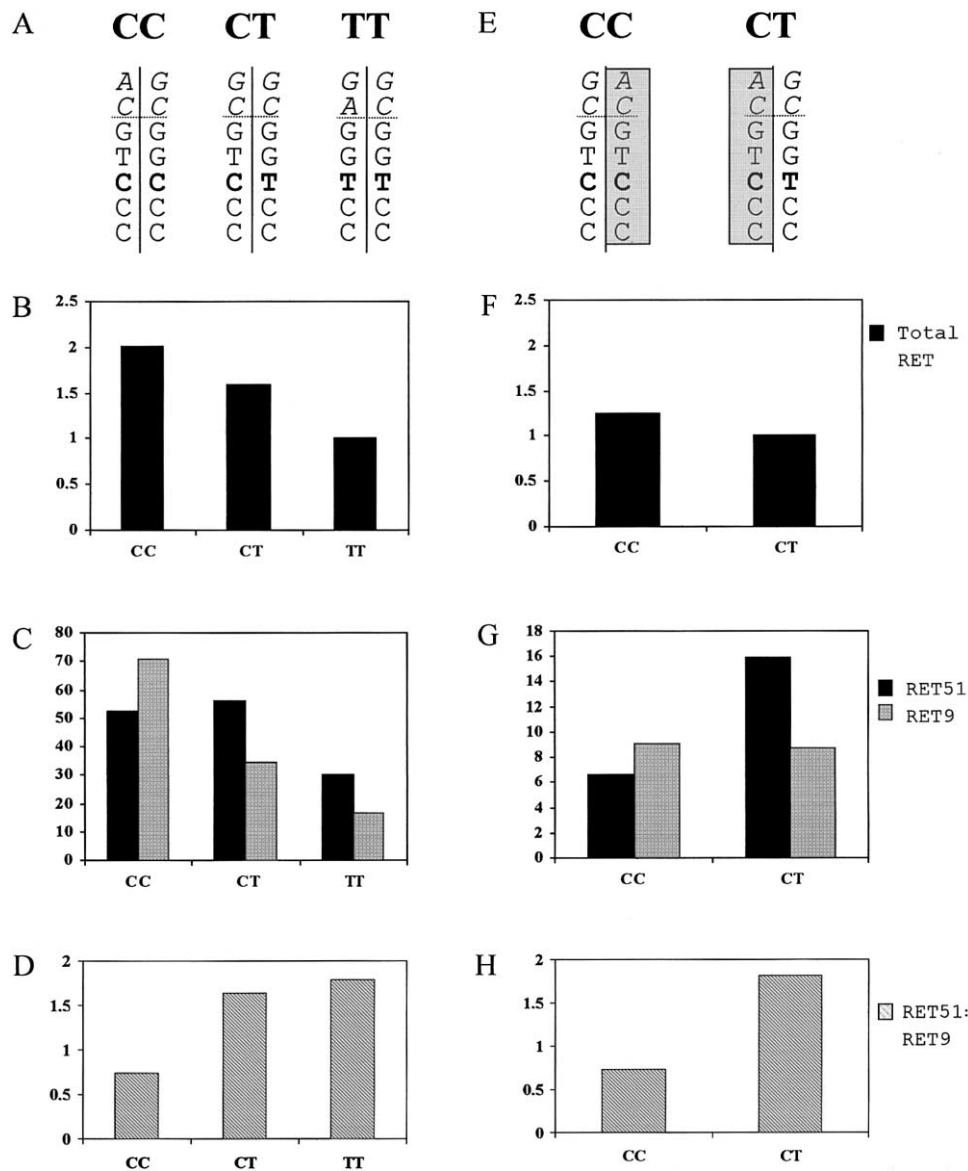 A
CC CT TT
A G G G G G
C C G C A C
G G G G G G
T G T G G G
C C C T T T
C C C C C C
C C C C C C
E
CC CT
G A A G
C C C C
G G G G
T T T G
C C C T
C C C C
C C C C
B
2.5
2
1.5
1
0.5
0
CC CT TT
F
2.5
2
1.5
1
0.5
0
CC CT
Total
RET
C
80
70
60
50
40
30
20
10
0
CC CT TT
G
18
16
14
12
10
8
6
4
2
0
CC CT
RET51
RET9
D
2
1.5
1
0.5
0
CC CT TT
H
2
1.5
1
0.5
0
CC CT
RET51:
RET9